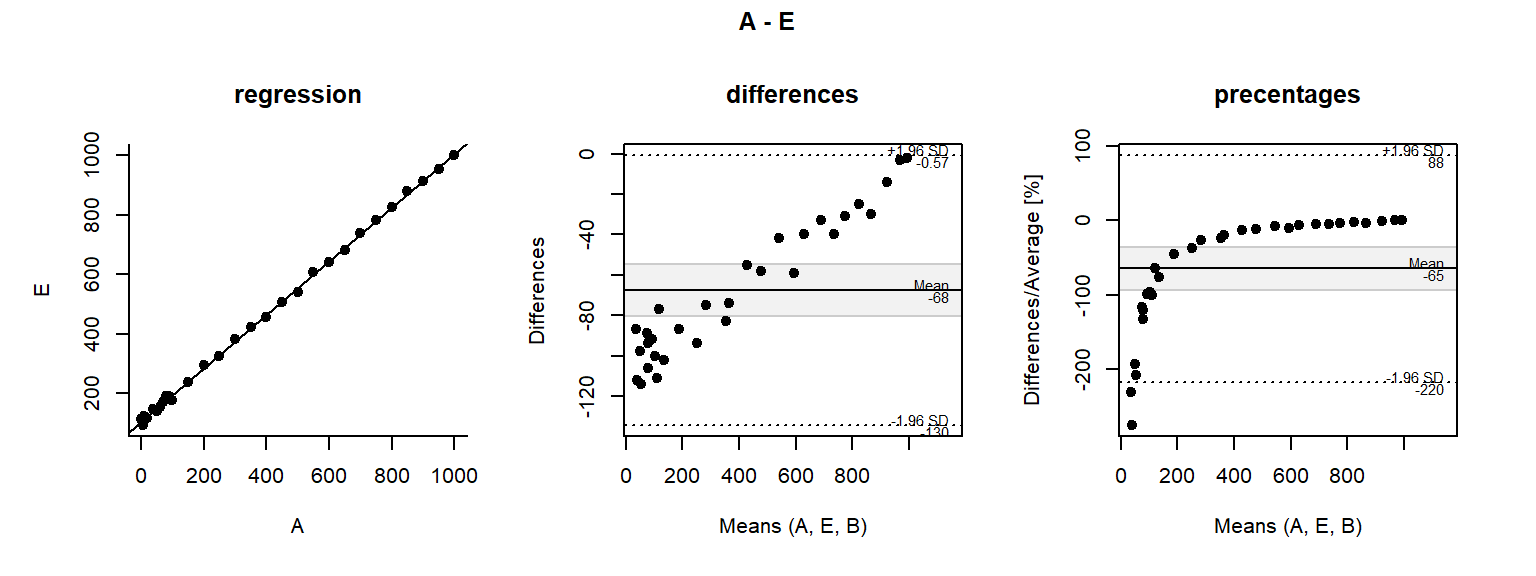 A - E
regression
E
200 400 600 800 1000
0 200 400 600 800 1000
A
differences
Differences
-120 -80 -40 0
+1.96 SD
-0.57
Mean
-68
-1.96 SD
-130
0 200 400 600 800
Means (A, E, B)
precentages
Differences/Average [%]
-200 -100 0 100
+1.96 SD
88
Mean
-65
-1.96 SD
-220
0 200 400 600 800
Means (A, E, B)